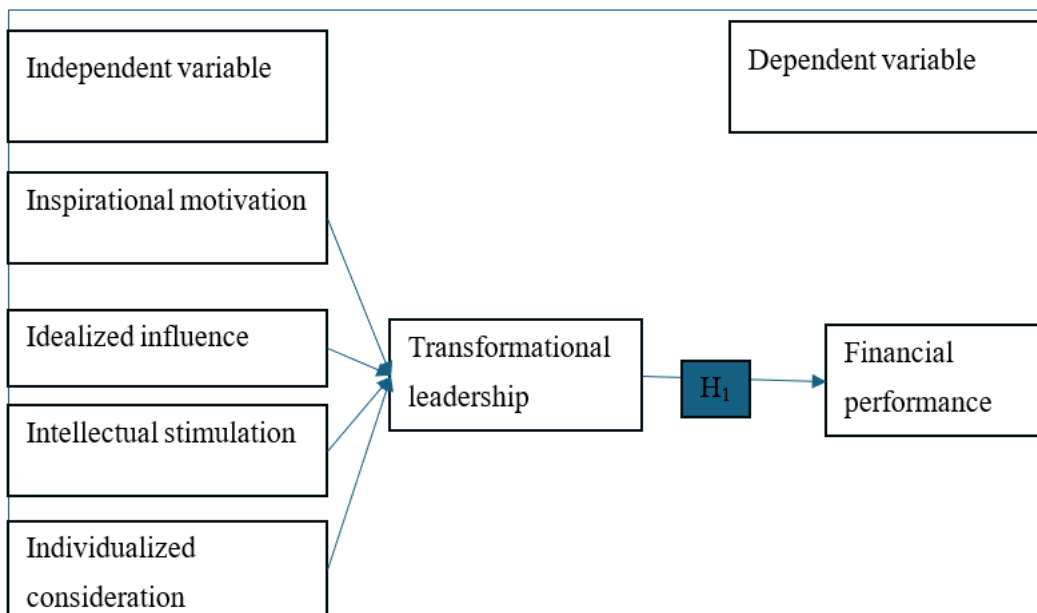 Independent variable
Dependent variable
Inspirational motivation
Idealized influence
Intellectual stimulation
Individualized
consideration
Transformational
leadership
H₁
Financial
performance